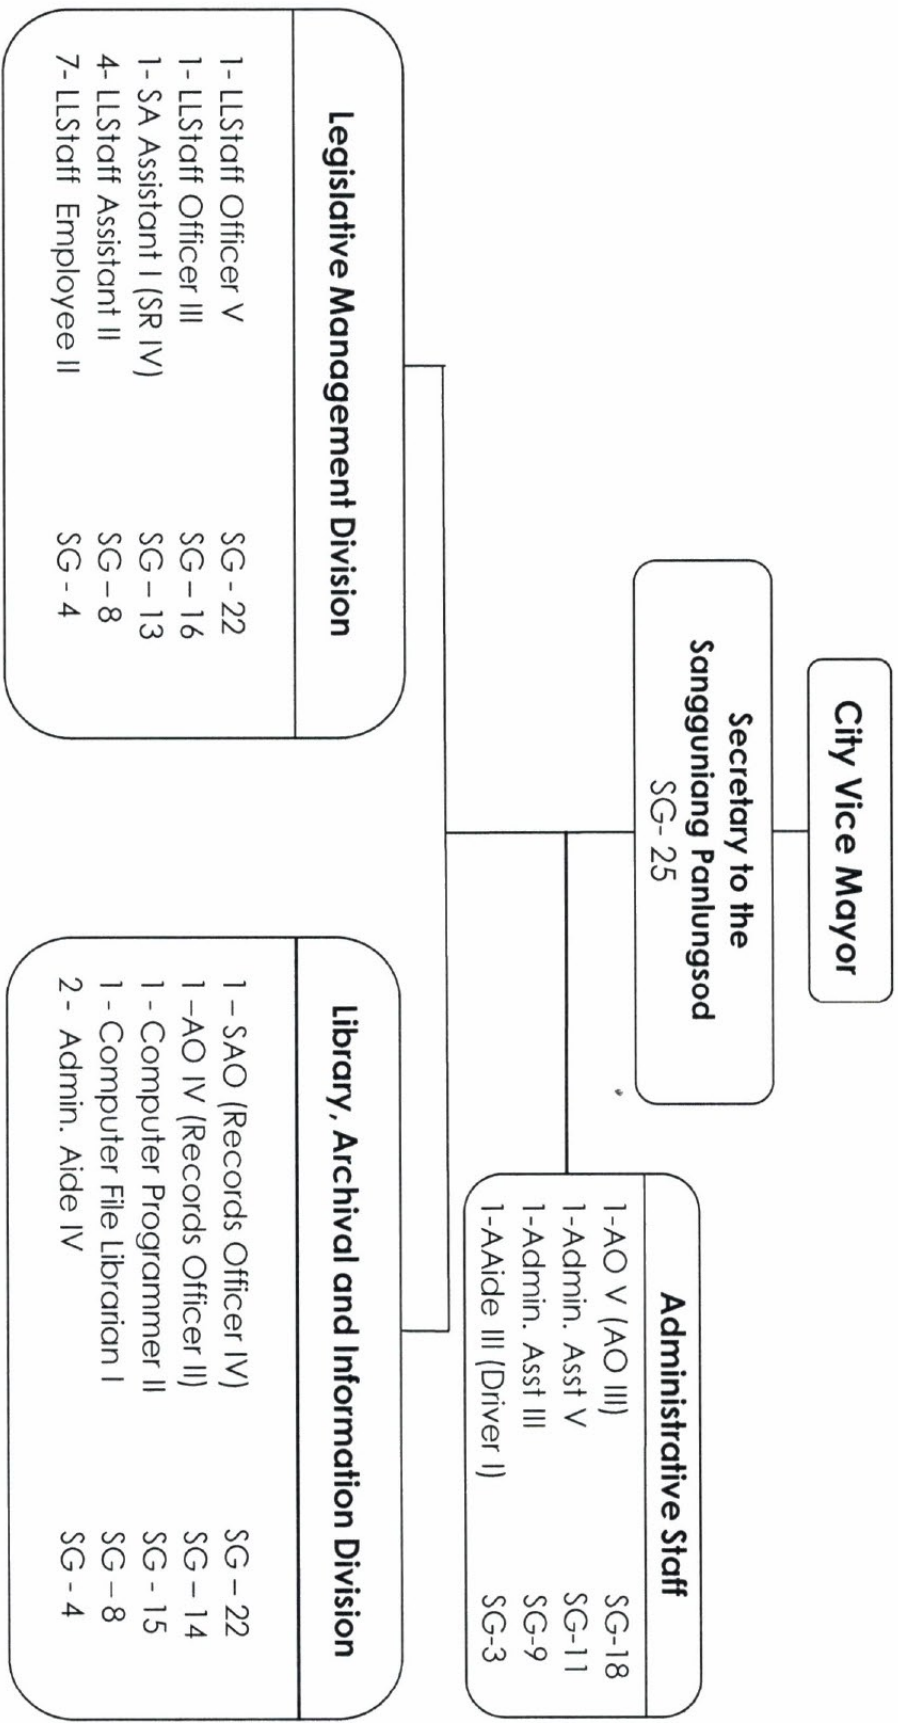 City Vice Mayor
Secretary to the
Sangguniang Panlungsod
SG- 25
Administrative Staff
1-AO V (AO III) SG-18
1-Admin. Asst V SG-11
1-Admin. Asst III SG-9
1-AAide III (Driver I) SG-3
Legislative Management Division
1- LLStaff Officer V SG - 22
1- LLStaff Officer III SG – 16
1- SA Assistant I (SR IV) SG – 13
4- LLStaff Assistant II SG – 8
7- LLStaff Employee II SG - 4
Library, Archival and Information Division
1 – SAO (Records Officer IV) SG – 22
1 –AO IV (Records Officer II) SG – 14
1 - Computer Programmer II SG - 15
1 - Computer File Librarian I SG – 8
2 - Admin. Aide IV SG - 4